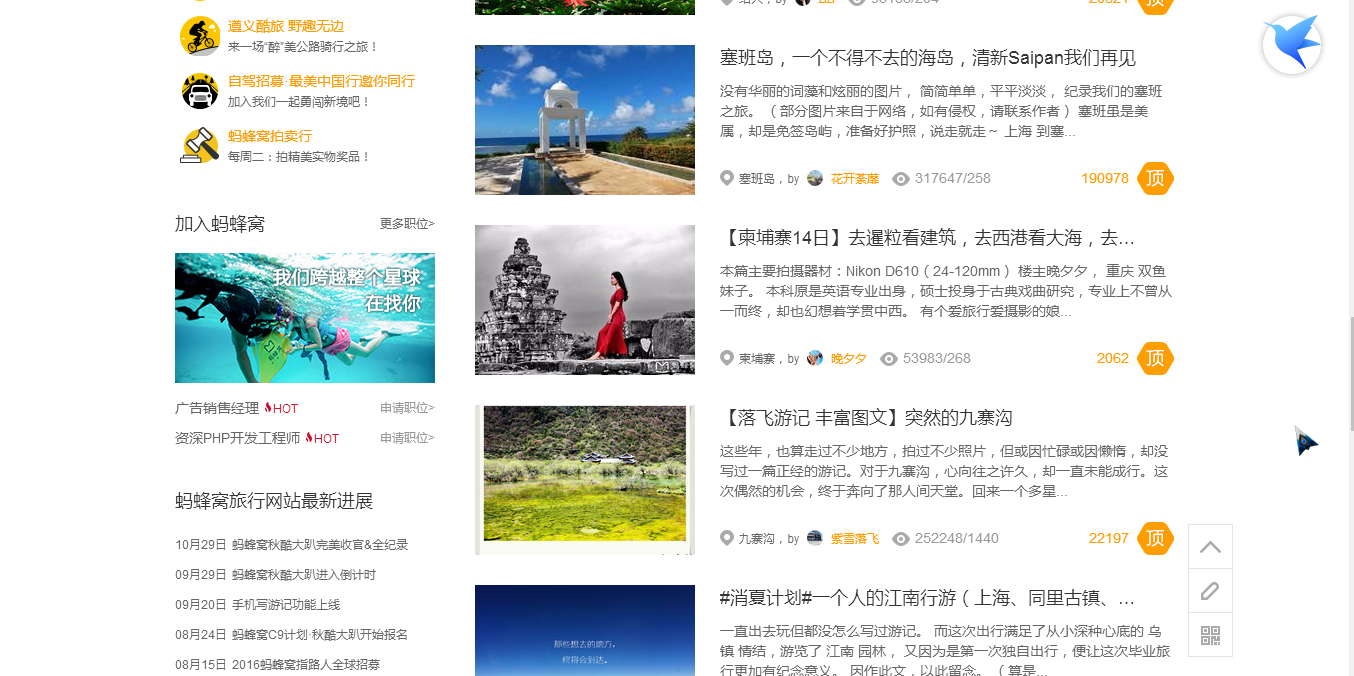 遵义酷旅 野趣无边
来一场“醉”美公路骑行之旅！
自驾招募·最美中国行邀你同行
加入我们一起勇闯新境吧！
蚂蜂窝拍卖行
每周二：拍精美实物奖品！
加入蚂蜂窝
更多职位>
我们跨越整个星球
在找你
广告销售经理 HOT
申请职位>
资深PHP开发工程师 HOT
申请职位>
蚂蜂窝旅行网站最新进展
10月29日 蚂蜂窝秋酷大趴完美收官&全纪录
09月29日 蚂蜂窝秋酷大趴进入倒计时
09月20日 手机写游记功能上线
08月24日 蚂蜂窝C9计划·秋酷大趴开始报名
08月15日 2016蚂蜂窝指路人全球招募
塞班岛，一个不得不去的海岛，清新Saipan我们再见
没有华丽的词藻和炫丽的图片， 简简单单，平平淡淡， 纪录我们的塞班
之旅。（ 部分图片来自于网络，如有侵权，请联系作者 ） 塞班虽是美
属，却是免签岛屿，准备好护照，说走就走～ 上海 到塞...
塞班岛，by 花开荼蘼 317647/258
190978 顶
【柬埔寨14日】去暹粒看建筑，去西港看大海，去...
本篇主要拍摄器材：Nikon D610（24-120mm） 楼主晚夕夕， 重庆 双鱼
妹子。 本科原是英语专业出身，硕士投身于古典戏曲研究，专业上不曾从
一而终，却也幻想着学贯中西。 有个爱旅行爱摄影的娘...
柬埔寨，by 晚夕夕 53983/268
2062 顶
【落飞游记 丰富图文】突然的九寨沟
这些年，也算走过不少地方，拍过不少照片，但或因忙碌或因懒惰，却没
写过一篇正经的游记。对于九寨沟，心向往之许久，却一直未能成行。这
次偶然的机会，终于奔向了那人间天堂。回来一个多星...
九寨沟，by 紫雪落飞 252248/1440
22197 顶
那些想去的地方，
终将会到达。
#消夏计划#一个人的江南行游（上海、同里古镇、...
一直出去玩但都没怎么写过游记。 而这次出行满足了从小深种心底的 乌
镇 情结，游览了 江南 园林， 又因为是第一次独自出行，便让这次毕业旅
行更加有纪念意义。 因作此文，以此留念。（ 算是...